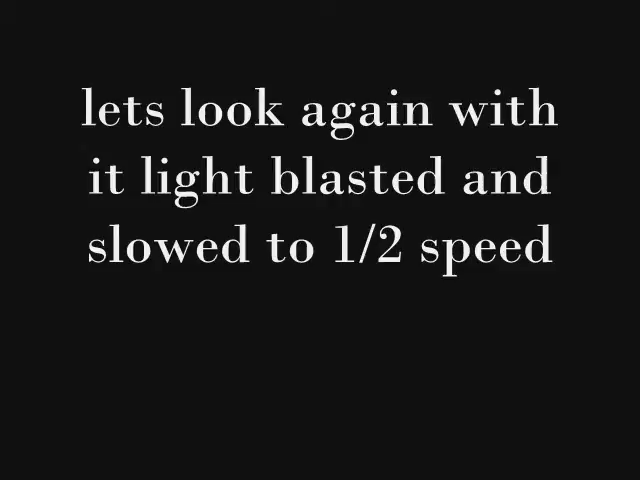 lets look again with
it light blasted and
slowed to 1/2 speed